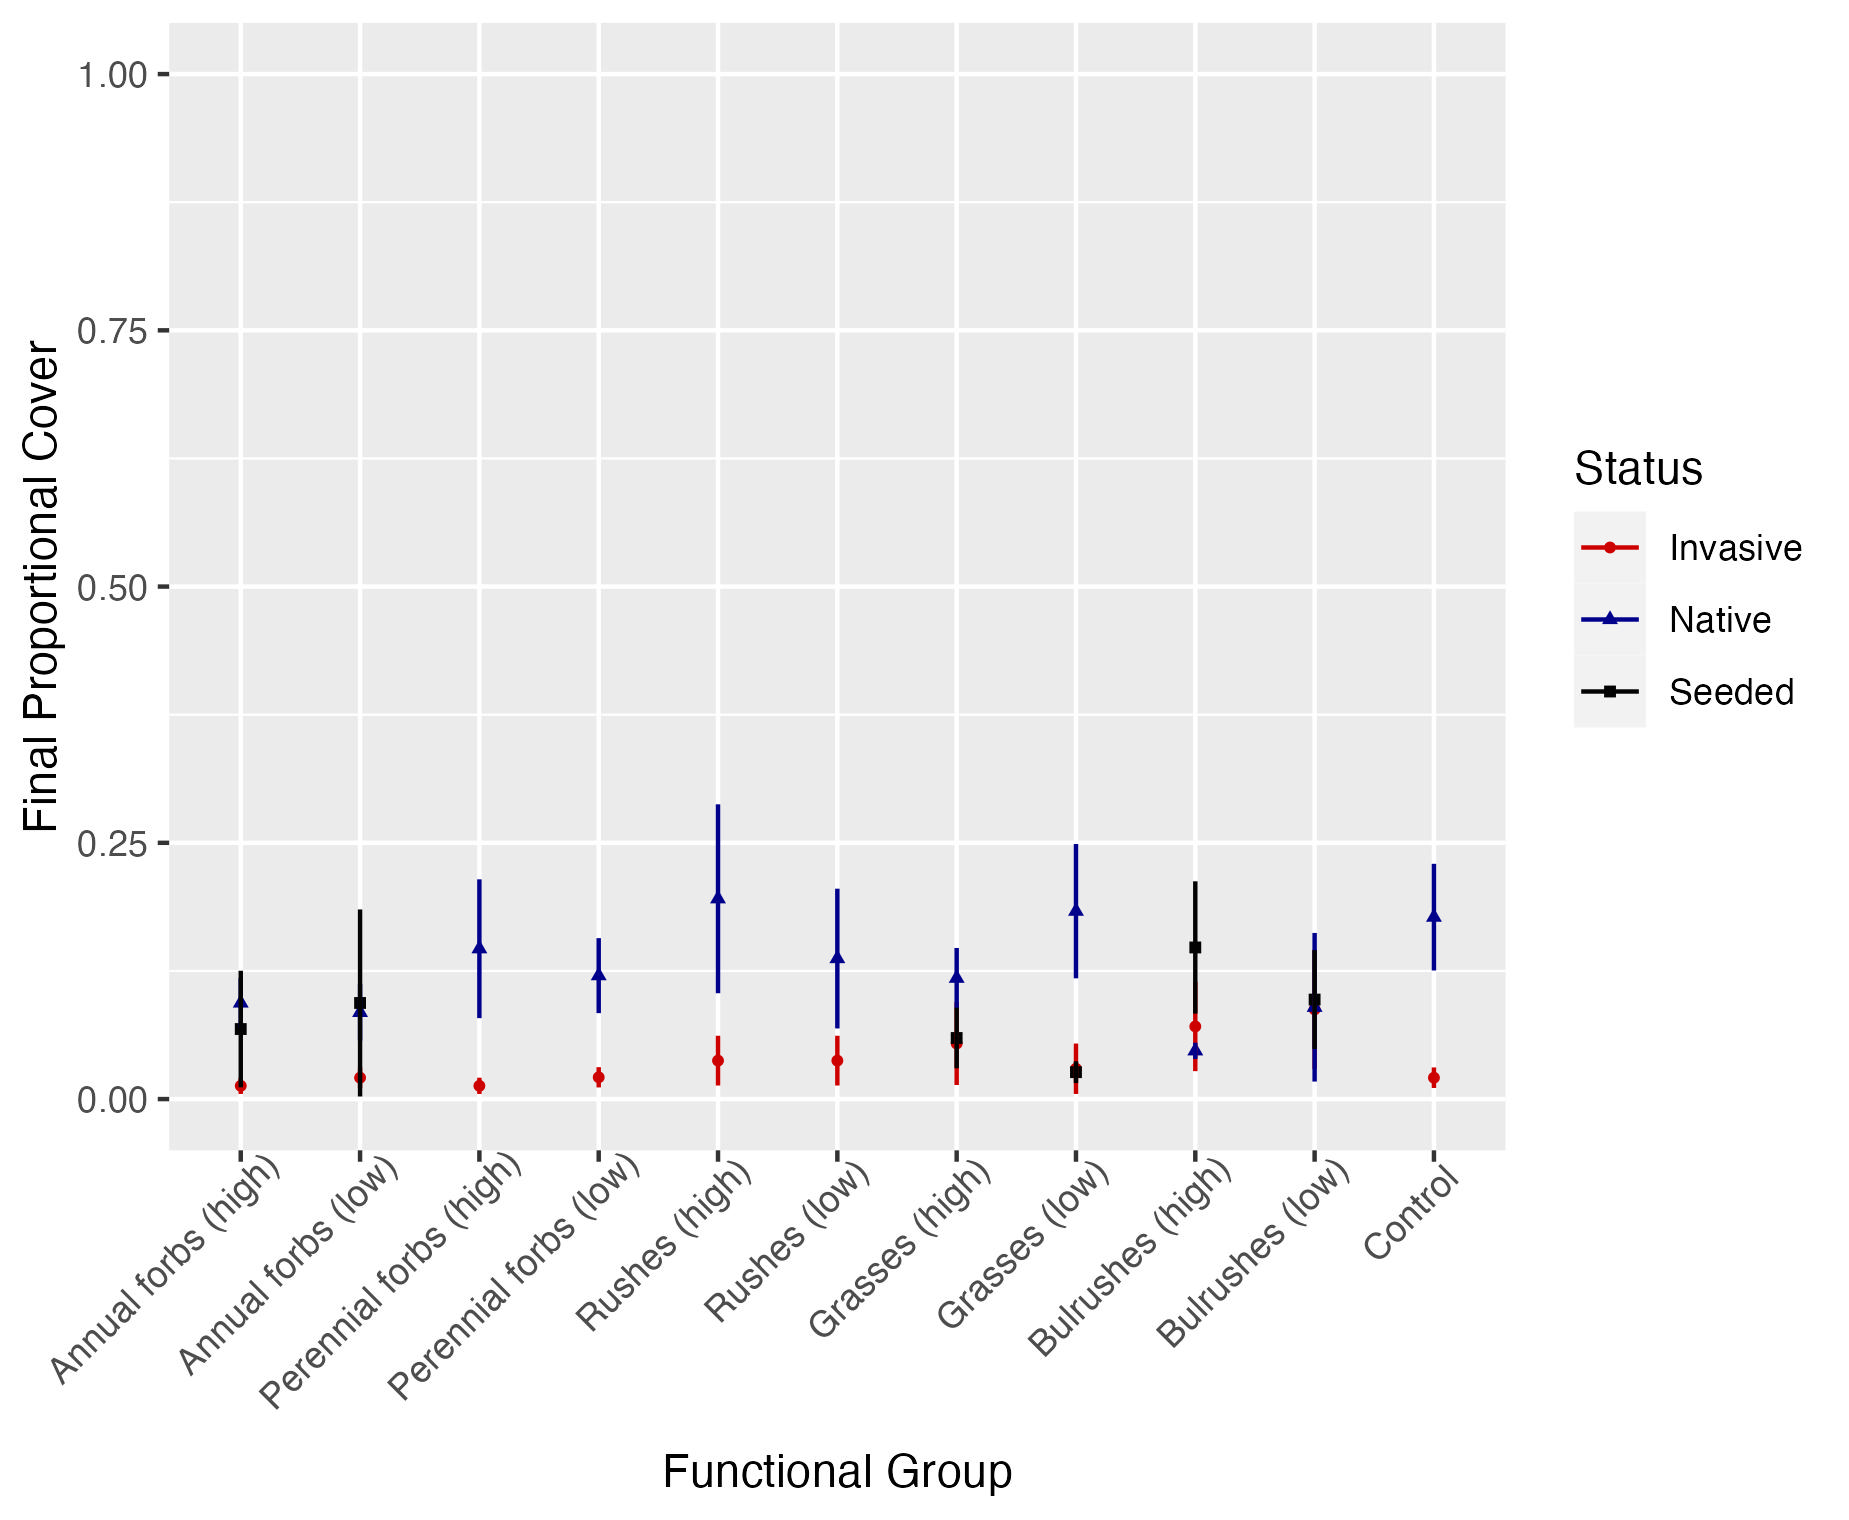 1.00
0.75
0.50
0.25
0.00
Final Proportional Cover
Annual forbs (high)
Annual forbs (low)
Perennial forbs (high)
Perennial forbs (low)
Rushes (high)
Rushes (low)
Grasses (high)
Grasses (low)
Bulrushes (high)
Bulrushes (low)
Control
Functional Group
Status
Invasive
Native
Seeded